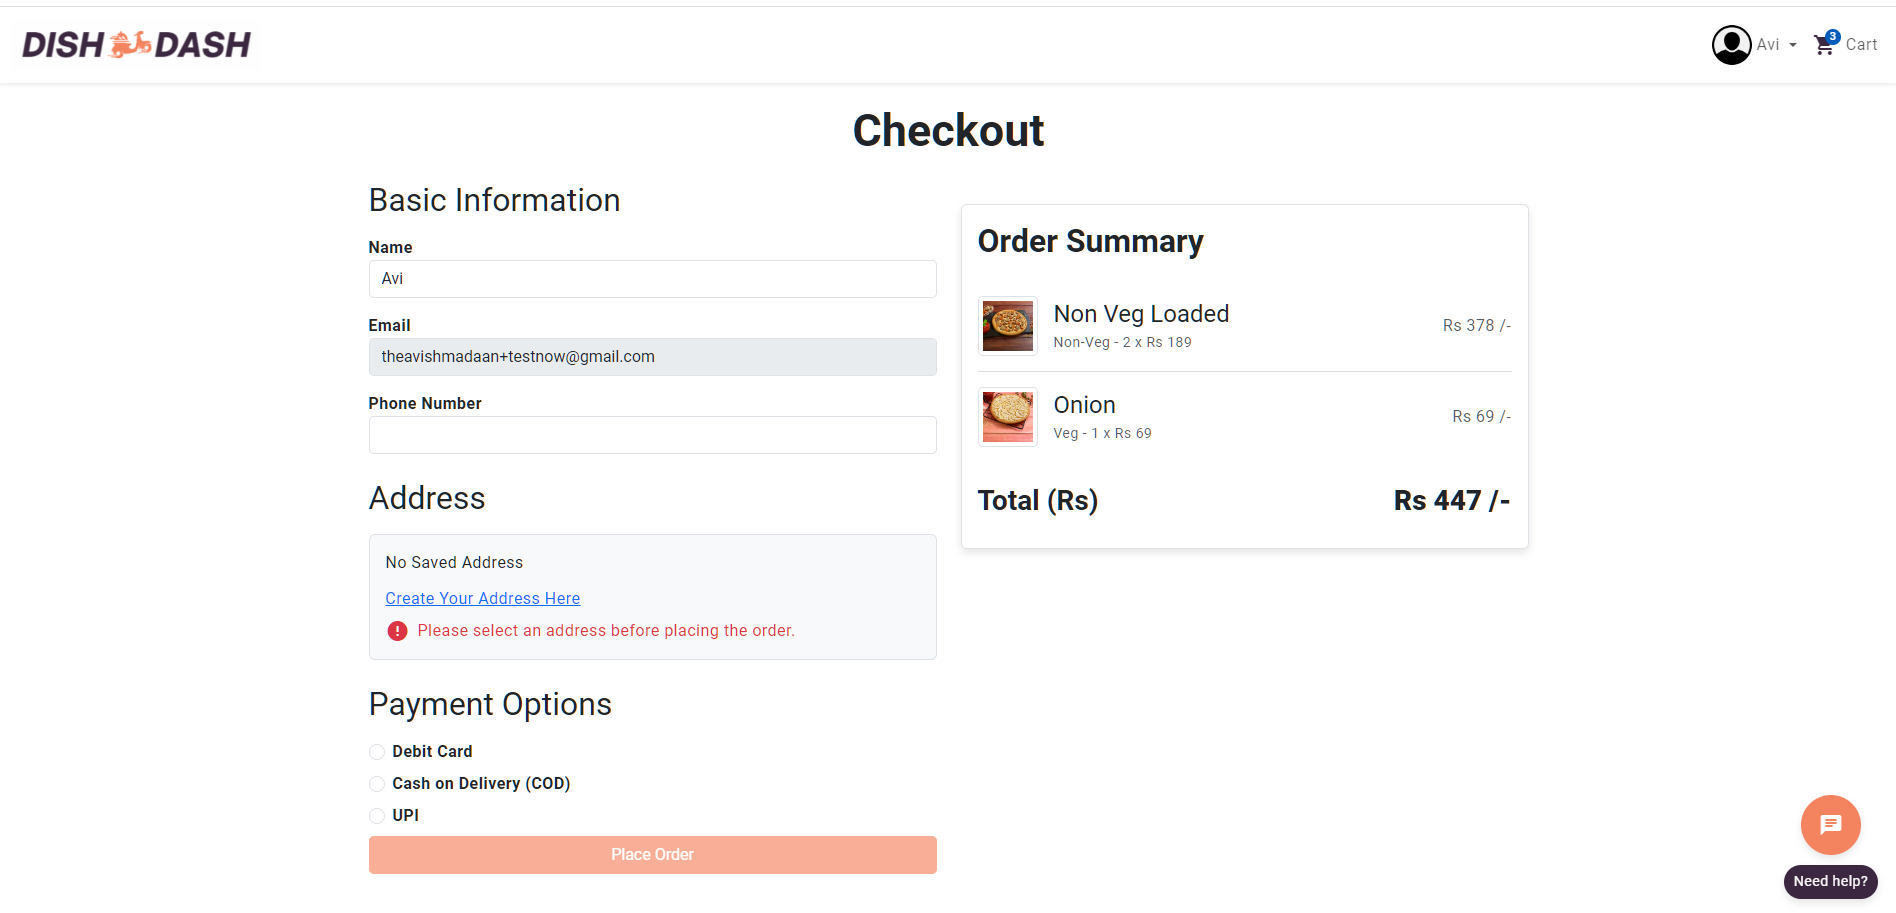 DISH DASH
Avi
3
Cart
Checkout
Basic Information
Name
Avi
Email
theavishmadaan+testnow@gmail.com
Phone Number
Address
No Saved Address
Create Your Address Here
Please select an address before placing the order.
Payment Options
Debit Card
Cash on Delivery (COD)
UPI
Place Order
Order Summary
Non Veg Loaded
Non-Veg - 2 x Rs 189
Rs 378 /-
Onion
Veg - 1 x Rs 69
Rs 69 /-
Total (Rs)
Rs 447 /-
Need help?